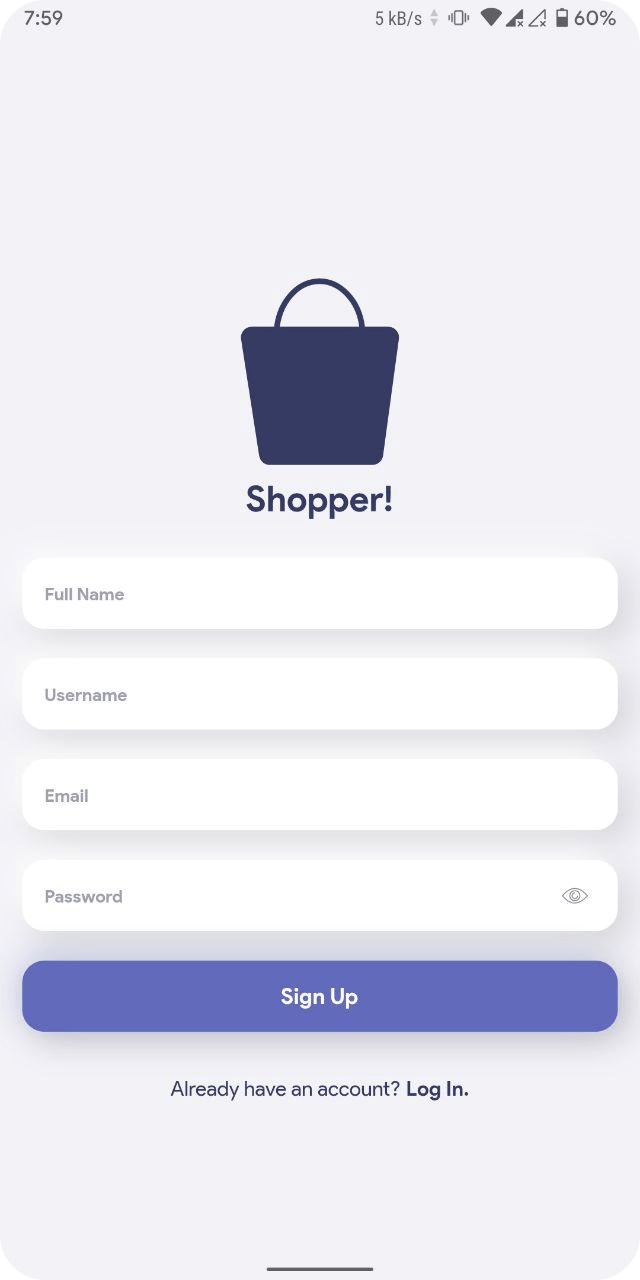 7:59 5 kB/s 60%
Shopper!
Full Name
Username
Email
Password
Sign Up
Already have an account? Log In.